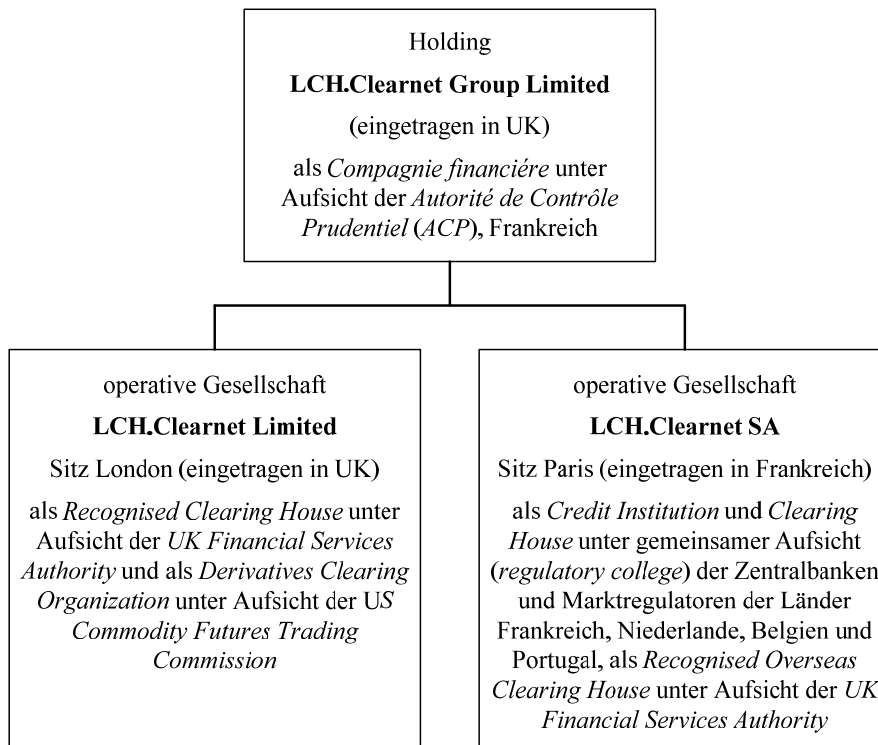 Holding
LCH.Clearnet Group Limited
(eingetragen in UK)
als Compagnie financiére unter
Aufsicht der Autorité de Contrôle
Prudentiel (ACP), Frankreich
operative Gesellschaft
LCH.Clearnet Limited
Sitz London (eingetragen in UK)
als Recognised Clearing House unter
Aufsicht der UK Financial Services
Authority und als Derivatives Clearing
Organization unter Aufsicht der US
Commodity Futures Trading
Commission
operative Gesellschaft
LCH.Clearnet SA
Sitz Paris (eingetragen in Frankreich)
als Credit Institution und Clearing
House unter gemeinsamer Aufsicht
(regulatory college) der Zentralbanken
und Marktregulatoren der Länder
Frankreich, Niederlande, Belgien und
Portugal, als Recognised Overseas
Clearing House unter Aufsicht der UK
Financial Services Authority